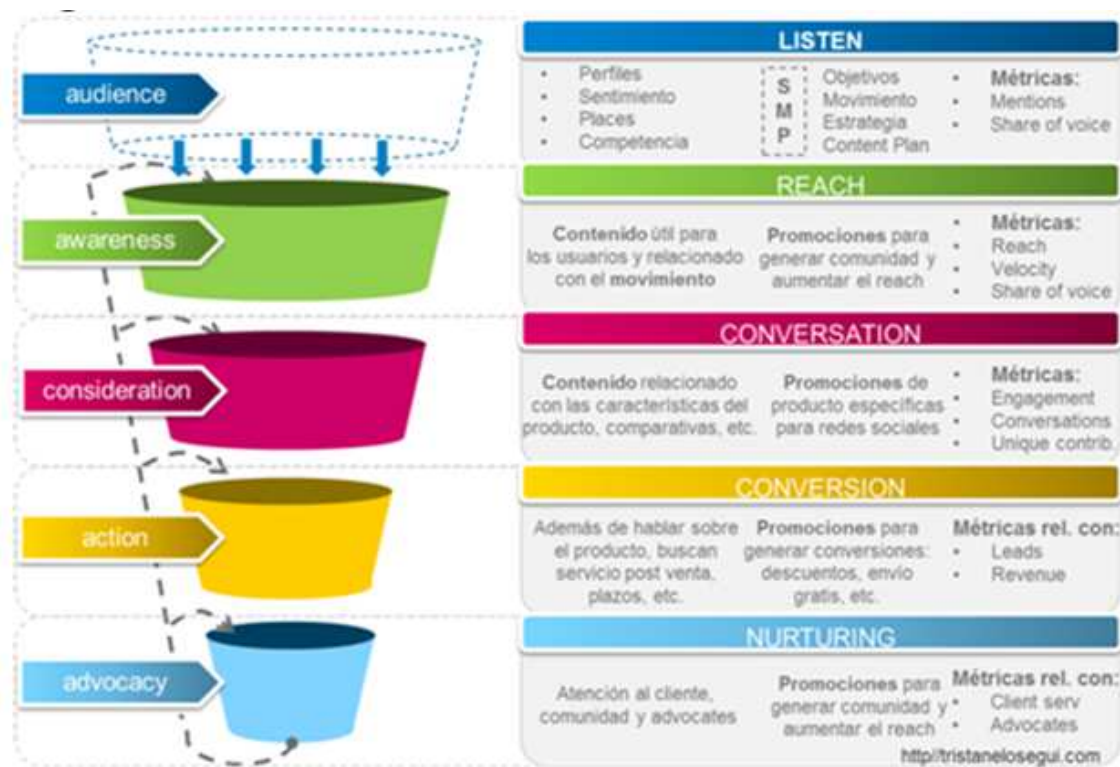 audience
LISTEN
• Perfiles
• Sentimiento
• Places
• Competencia
S
M
P
Objetivos
Movimiento
Estrategia
Content Plan
• Métricas:
• Mentions
• Share of voice
awareness
REACH
Contenido útil para
los usuarios y relacionado
con el movimiento
Promociones para
generar comunidad y
aumentar el reach
• Métricas:
• Reach
• Velocity
• Share of voice
consideration
CONVERSATION
Contenido relacionado
con las características del
producto, comparativas, etc.
Promociones de
producto específicas
para redes sociales
• Métricas:
• Engagement
• Conversations
• Unique contrib.
action
CONVERSION
Además de hablar sobre
el producto, buscan
servicio post venta,
plazos, etc.
Promociones para
generar conversiones:
descuentos, envío
gratis, etc.
Métricas rel. con:
• Leads
• Revenue
advocacy
NURTURING
Atención al cliente,
comunidad y advocates
Promociones para
generar comunidad y
aumentar el reach
Métricas rel. con:
• Client serv
• Advocates
http//tristanelosegui.com